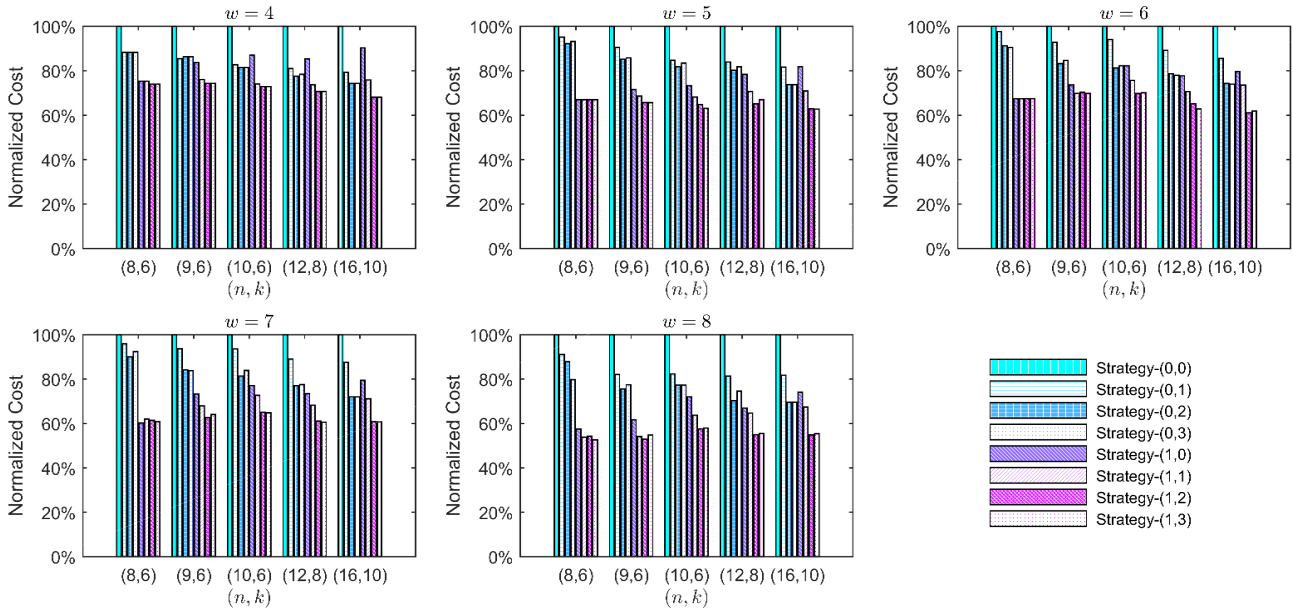 w = 4
Normalized Cost
100%
80%
60%
40%
20%
0%
(8,6) (9,6) (10,6) (12,8) (16,10)
(n, k)
w = 5
Normalized Cost
100%
80%
60%
40%
20%
0%
(8,6) (9,6) (10,6) (12,8) (16,10)
(n, k)
w = 6
Normalized Cost
100%
80%
60%
40%
20%
0%
(8,6) (9,6) (10,6) (12,8) (16,10)
(n, k)
w = 7
Normalized Cost
100%
80%
60%
40%
20%
0%
(8,6) (9,6) (10,6) (12,8) (16,10)
(n, k)
w = 8
Normalized Cost
100%
80%
60%
40%
20%
0%
(8,6) (9,6) (10,6) (12,8) (16,10)
(n, k)
Strategy-(0,0)
Strategy-(0,1)
Strategy-(0,2)
Strategy-(0,3)
Strategy-(1,0)
Strategy-(1,1)
Strategy-(1,2)
Strategy-(1,3)